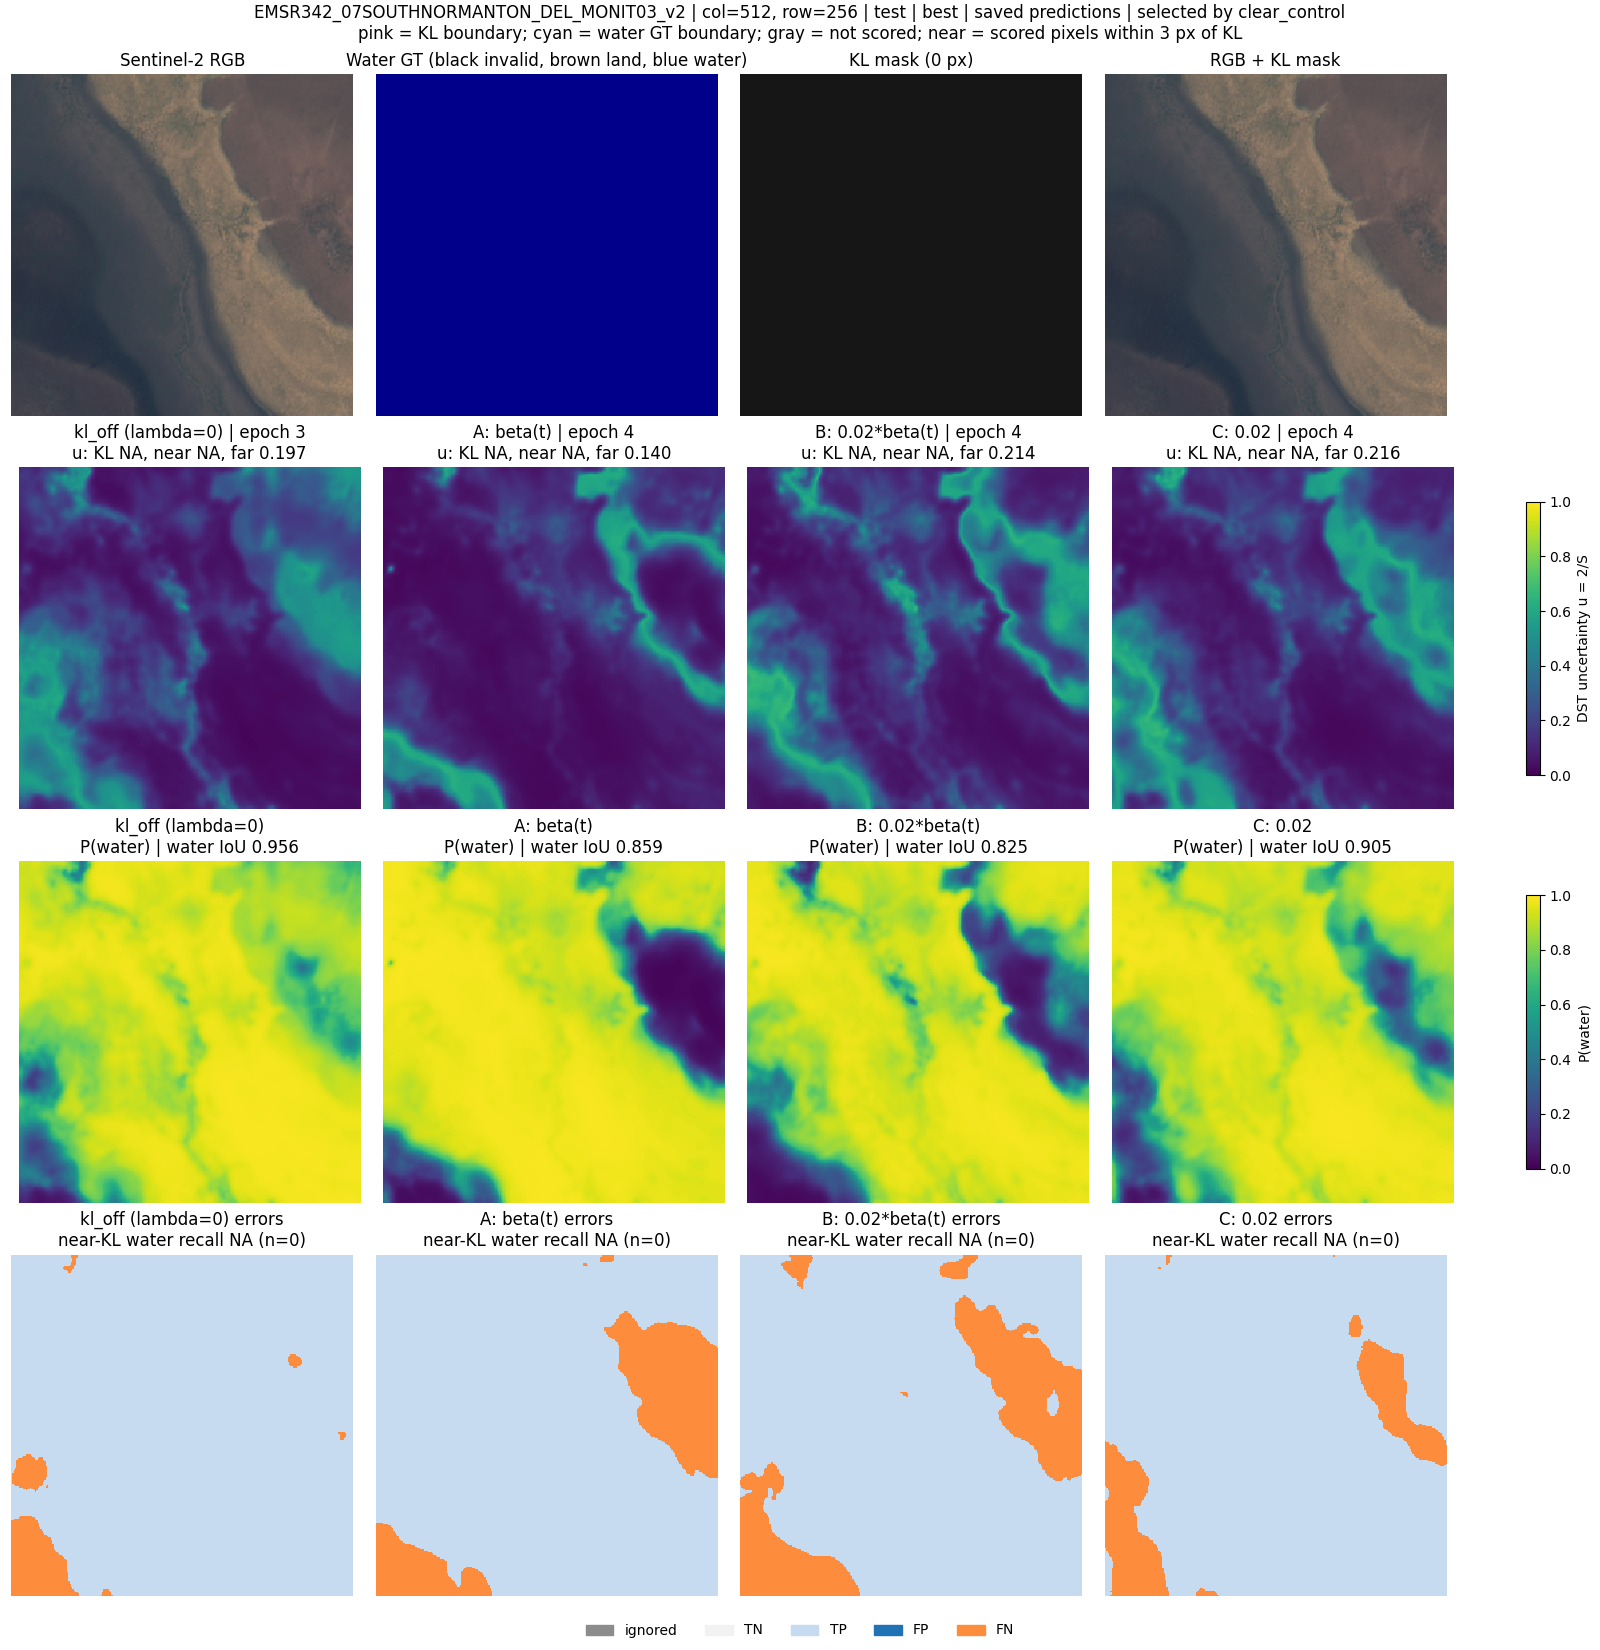 EMSR342_07SOUTHNORMANTON_DEL_MONIT03_v2 | col=512, row=256 | test | best | saved predictions | selected by clear_control
pink = KL boundary; cyan = water GT boundary; gray = not scored; near = scored pixels within 3 px of KL
Sentinel-2 RGB
Water GT (black invalid, brown land, blue water)
KL mask (0 px)
RGB + KL mask
kl_off (lambda=0) | epoch 3
u: KL NA, near NA, far 0.197
A: beta(t) | epoch 4
u: KL NA, near NA, far 0.140
B: 0.02*beta(t) | epoch 4
u: KL NA, near NA, far 0.214
C: 0.02 | epoch 4
u: KL NA, near NA, far 0.216
1.0
0.8
0.6
0.4
0.2
0.0
DST uncertainty u = 2/S
kl_off (lambda=0)
P(water) | water IoU 0.956
A: beta(t)
P(water) | water IoU 0.859
B: 0.02*beta(t)
P(water) | water IoU 0.825
C: 0.02
P(water) | water IoU 0.905
1.0
0.8
0.6
0.4
0.2
0.0
P(water)
kl_off (lambda=0) errors
near-KL water recall NA (n=0)
A: beta(t) errors
near-KL water recall NA (n=0)
B: 0.02*beta(t) errors
near-KL water recall NA (n=0)
C: 0.02 errors
near-KL water recall NA (n=0)
ignored
TN
TP
FP
FN